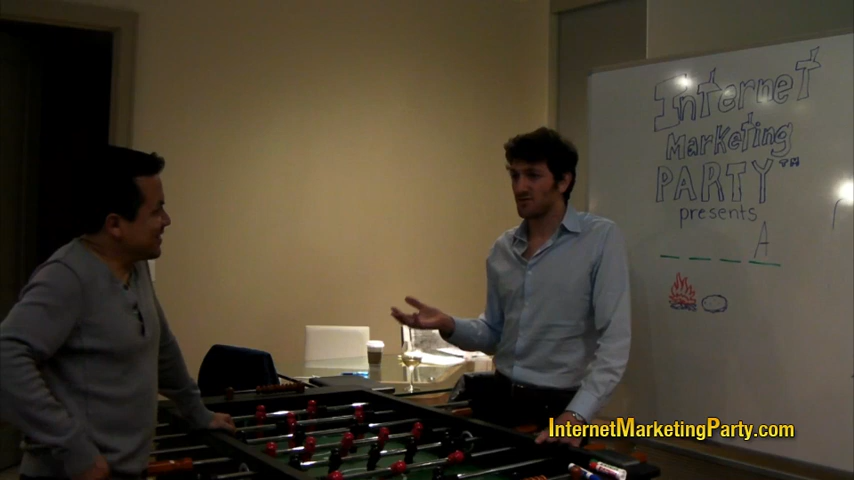 Internet
Marketing
PARTY™
presents
A
InternetMarketingParty.com